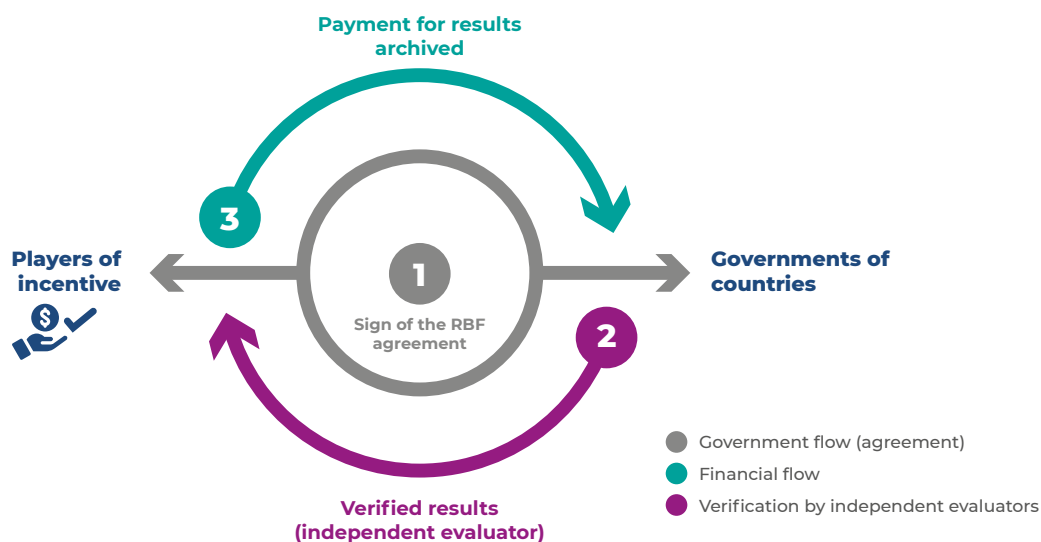 Payment for results
archived
3
Players of
incentive
$
1
Sign of the RBF
agreement
Governments of
countries
2
Verified results
(independent evaluator)
Government flow (agreement)
Financial flow
Verification by independent evaluators